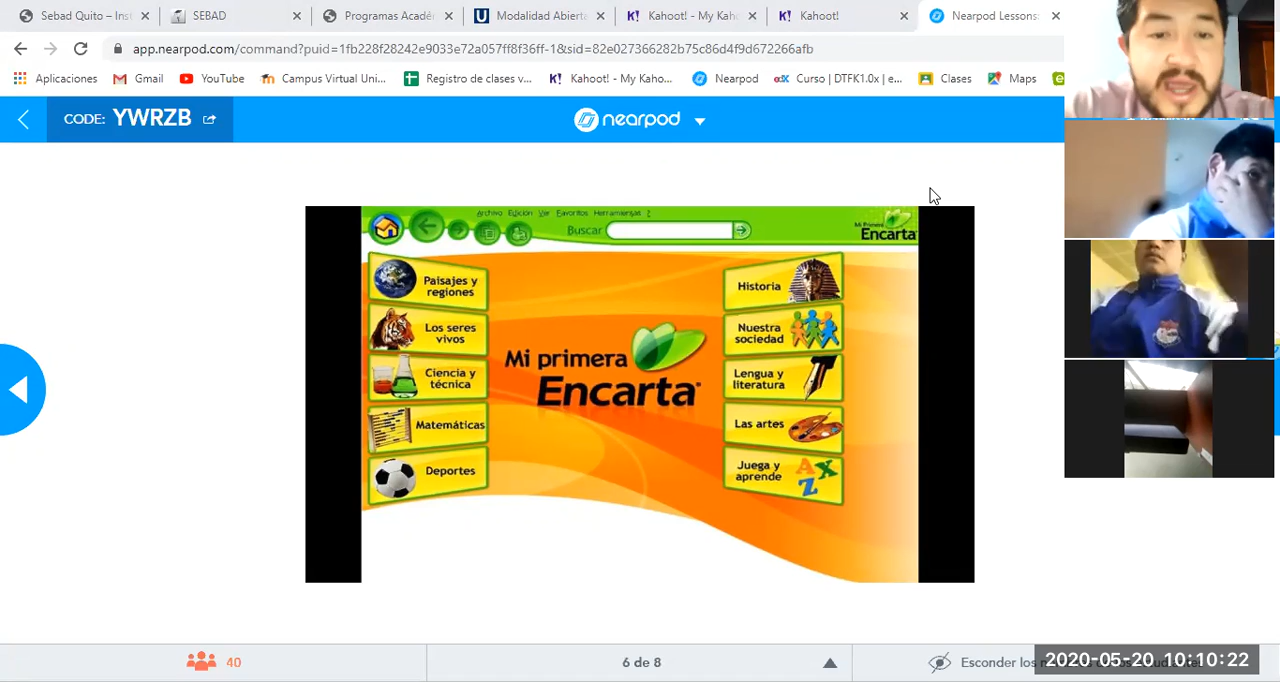 Sebad Quito – Inst
SEBAD
Programas Acadé
Modalidad Abierta
Kahoot! - My Kah
Kahoot!
Nearpod Lessons:
app.nearpod.com/command?puid=1fb228f28242e9033e72a057ff8f36ff-1&sid=82e027366282b75c86d4f9d672266afb
Aplicaciones
Gmail
YouTube
Campus Virtual Uni...
Registro de clases v...
Kahoot! - My Kaho...
Nearpod
Curso | DTFK1.0x | e...
Clases
Maps
CODE: YWRZB
nearpod
Archivo Edición Ver Favoritos Herramientas ?
Buscar
Mi Primera
Encarta
Paisajes y
regiones
Los seres
vivos
Ciencia y
técnica
Matemáticas
Deportes
Mi primera
Encarta
Historia
Nuestra
sociedad
Lengua y
literatura
Las artes
Juega y
aprende
40
6 de 8
Esconder los
2020-05-20 10:10:22